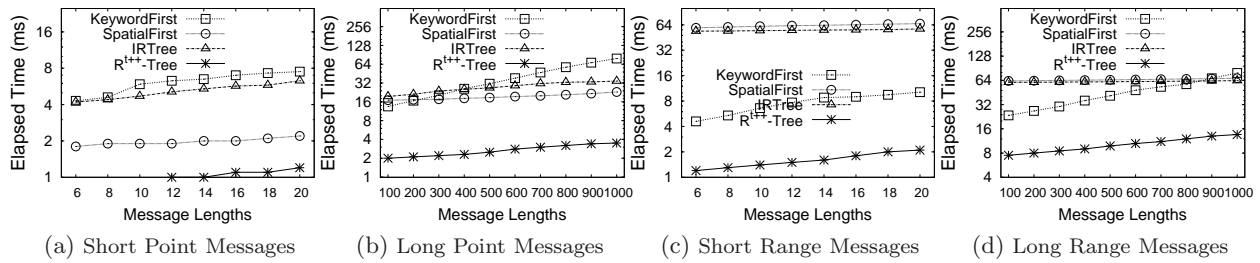 Elapsed Time (ms)
16
4
2
1
KeywordFirst
SpatialFirst
IRTree
R^{t++}-Tree
6 8 10 12 14 16 18 20
Message Lengths
(a) Short Point Messages
Elapsed Time (ms)
256
128
64
32
16
8
4
2
1
KeywordFirst
SpatialFirst
IRTree
R^{t++}-Tree
100 200 300 400 500 600 700 800 900 1000
Message Lengths
(b) Long Point Messages
Elapsed Time (ms)
64
32
16
8
4
2
1
KeywordFirst
SpatialFirst
IRTree
R^{t++}-Tree
6 8 10 12 14 16 18 20
Message Lengths
(c) Short Range Messages
Elapsed Time (ms)
256
128
64
32
16
8
4
KeywordFirst
SpatialFirst
IRTree
R^{t++}-Tree
100 200 300 400 500 600 700 800 900 1000
Message Lengths
(d) Long Range Messages